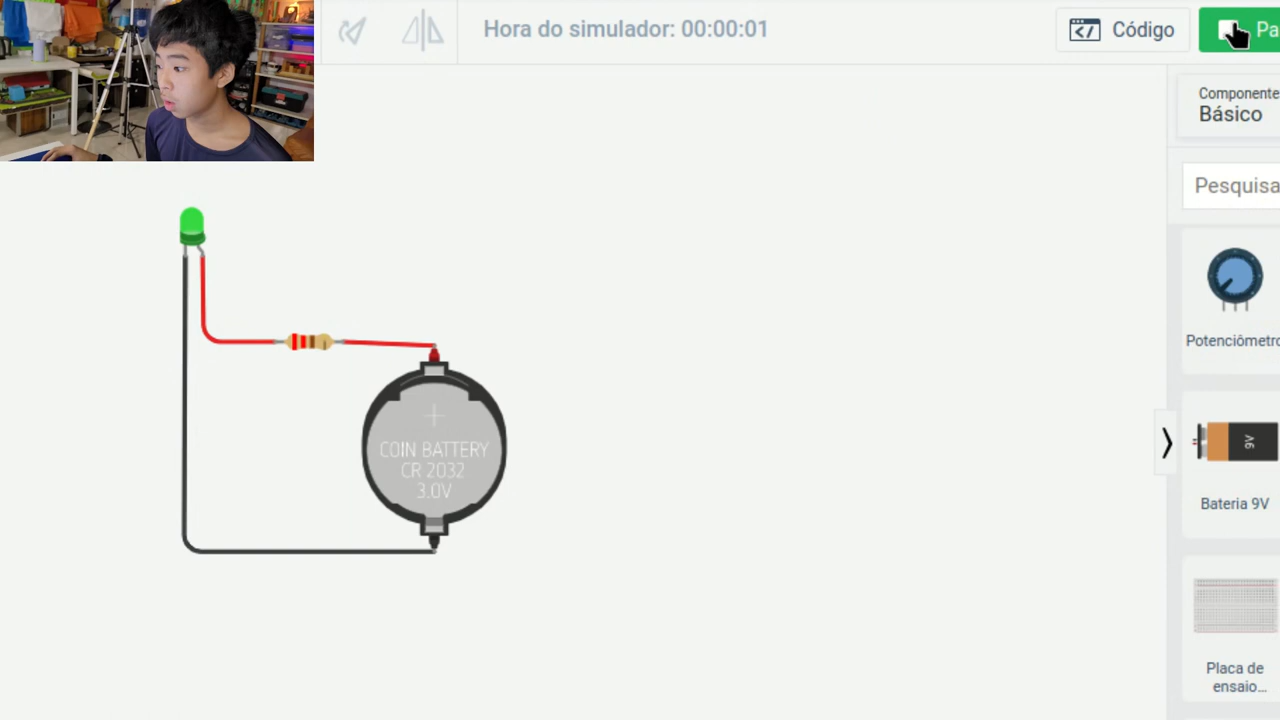 Hora do simulador: 00:00:01
Código
Pa
Componente
Básico
Pesquisa
Potenciômetro
COIN BATTERY
CR 2032
3.0V
9V
Bateria 9V
Placa de
ensaio...